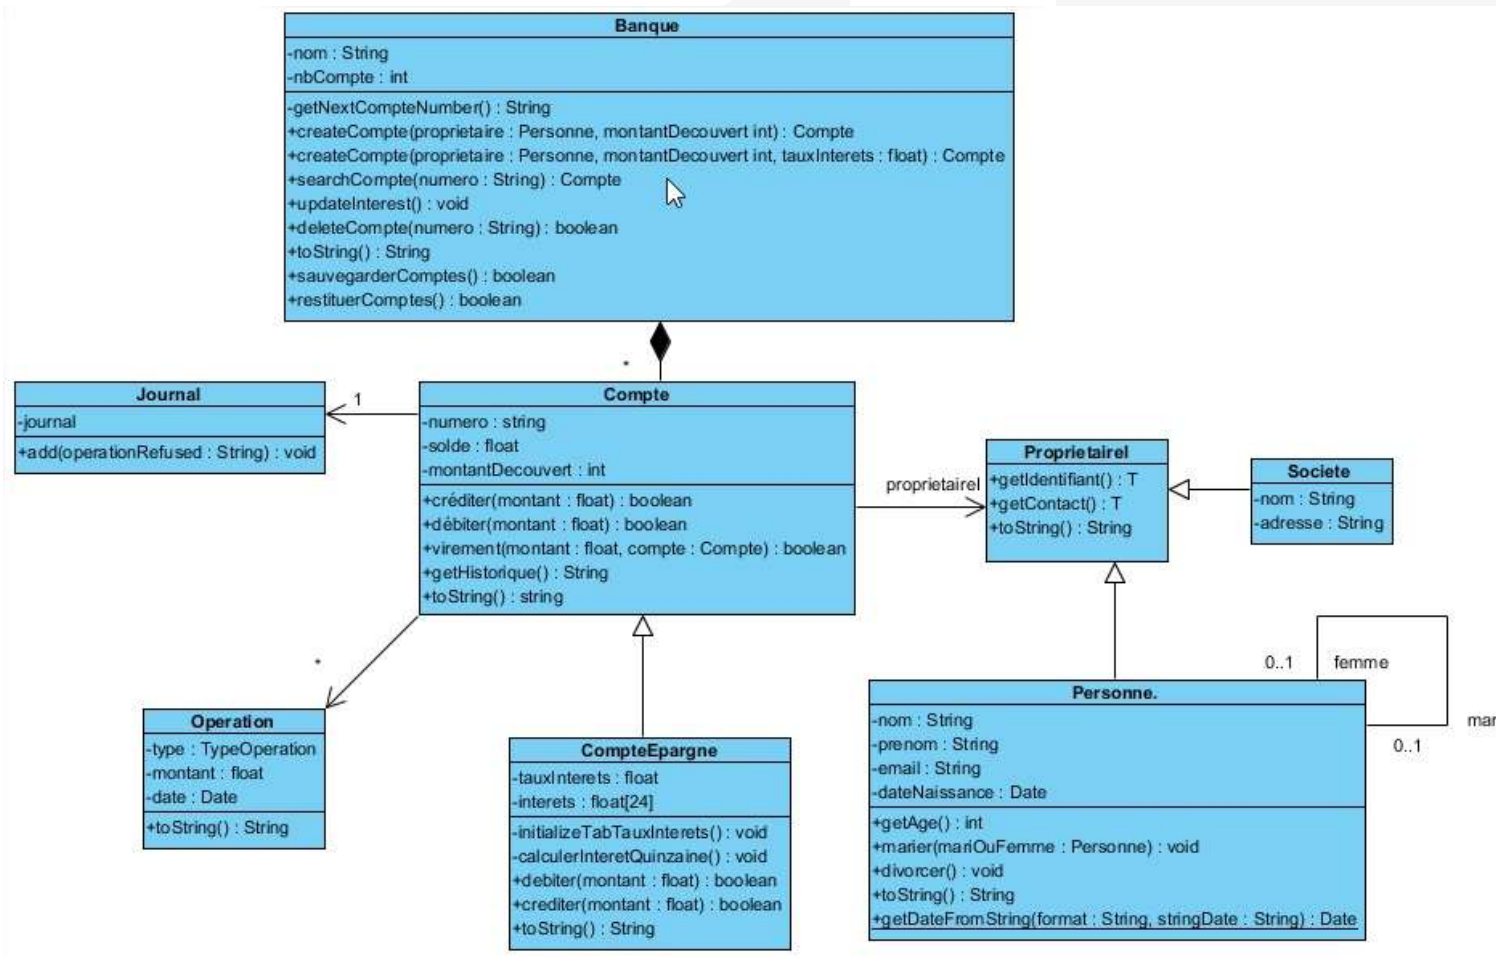 Banque
-nom : String
-nbCompte : int
-getNextCompteNumber() : String
+createCompte(proprietaire : Personne, montantDecouvert int) : Compte
+createCompte(proprietaire : Personne, montantDecouvert int, tauxInterets : float) : Compte
+searchCompte(numero : String) : Compte
+updateInterest() : void
+deleteCompte(numero : String) : boolean
+toString() : String
+sauvegarderComptes() : boolean
+restituerComptes() : boolean
*
Journal
-journal
+add(operationRefused : String) : void
1
Compte
-numero : string
-solde : float
-montantDecouvert : int
+créditer(montant : float) : boolean
+débiter(montant : float) : boolean
+virement(montant : float, compte : Compte) : boolean
+getHistorique() : String
+toString() : string
proprietaireI
ProprietaireI
+getIdentifiant() : T
+getContact() : T
+toString() : String
Societe
-nom : String
-adresse : String
*
Operation
-type : TypeOperation
-montant : float
-date : Date
+toString() : String
CompteEpargne
-tauxInterets : float
-interets : float[24]
-initializeTabTauxInterets() : void
-calculerInteretQuinzaine() : void
+debiter(montant : float) : boolean
+crediter(montant : float) : boolean
+toString() : String
0..1 femme
Personne.
-nom : String
-prenom : String
-email : String
-dateNaissance : Date
+getAge() : int
+marier(mariOuFemme : Personne) : void
+divorcer() : void
+toString() : String
+getDateFromString(format : String, stringDate : String) : Date
mar
0..1